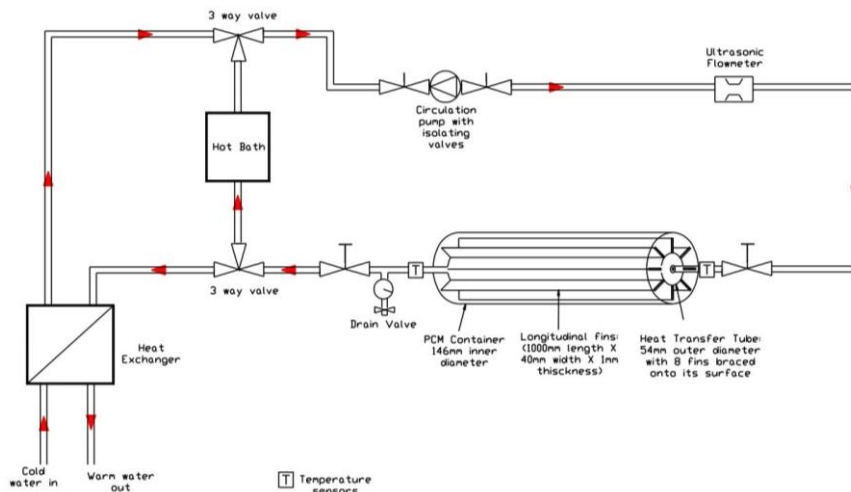 3 way valve
Ultrasonic
Flowmeter
Circulation
pump with
isolating
valves
Hot Bath
3 way valve
T
T
Drain Valve
Heat
Exchanger
PCM Container
146mm inner
diameter
Longitudinal fins:
(1000mm length X
40mm width X 1mm
thisckness)
Heat Transfer Tube:
54mm outer diameter
with 8 fins braced
onto its surface
Cold
water in
Warm water
out
T Temperature
sensors